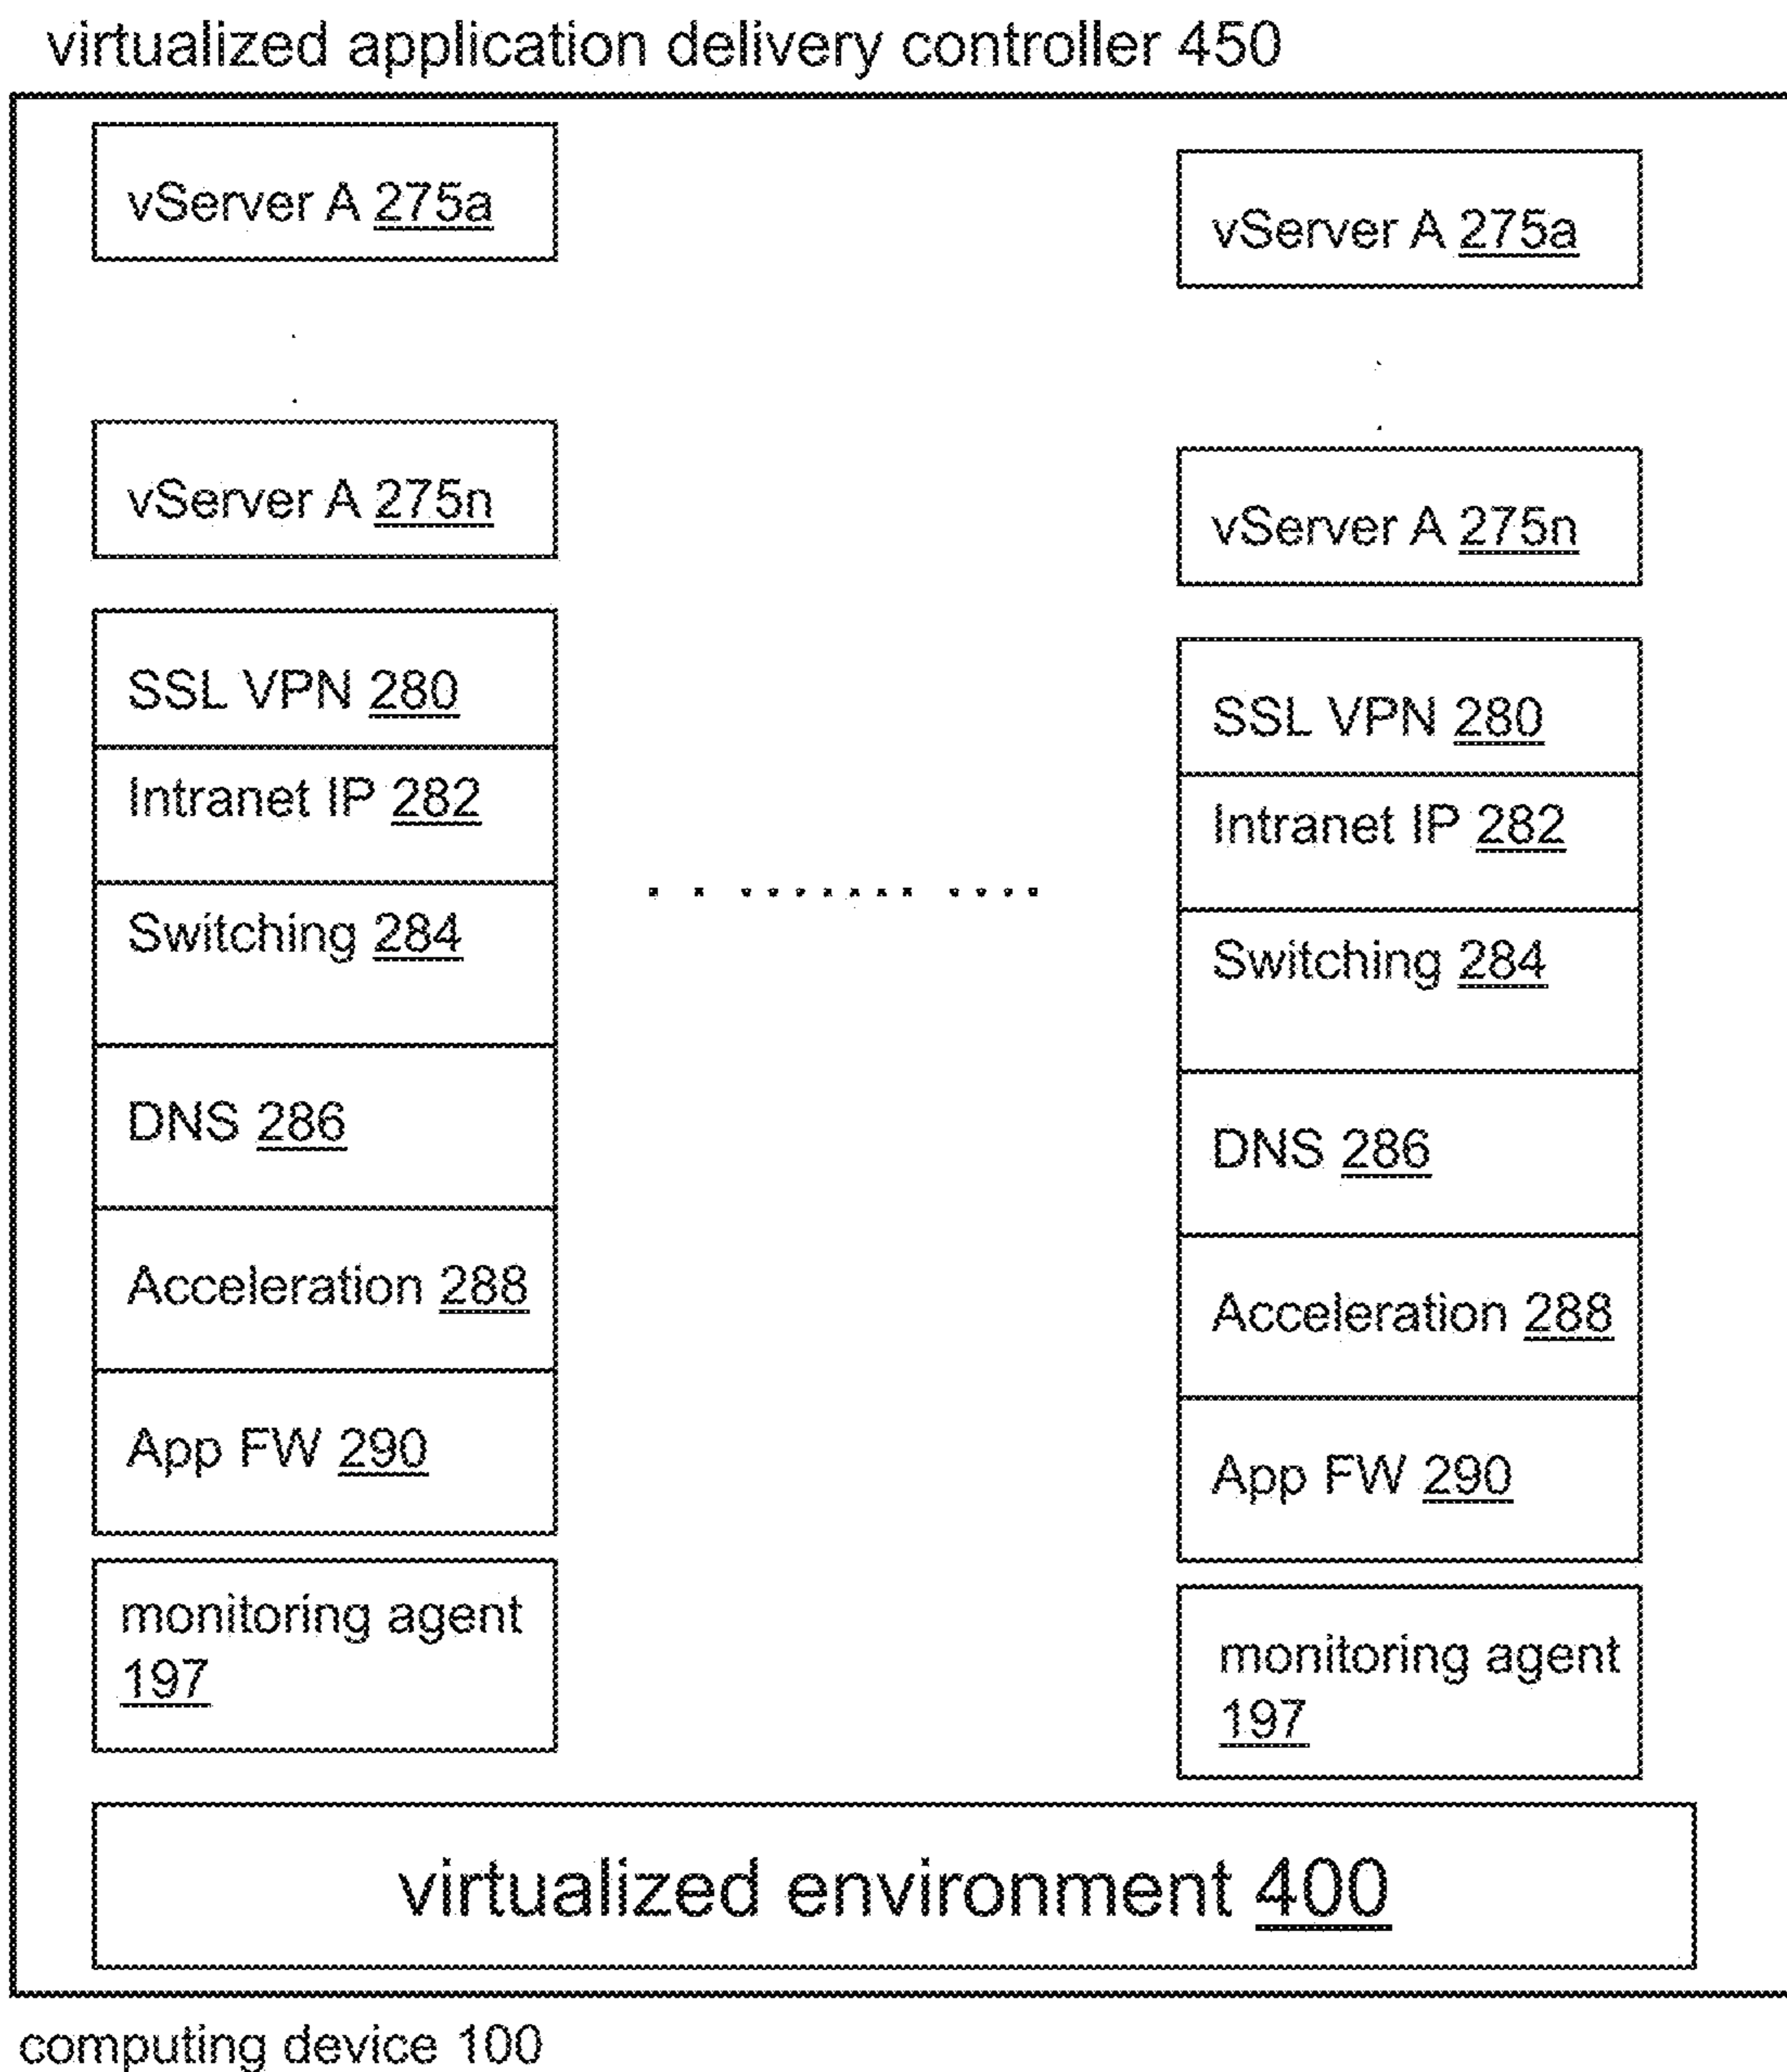 virtualized application delivery controller 450
vServer A 275a
vServer A 275n
SSL VPN 280
Intranet IP 282
Switching 284
DNS 286
Acceleration 288
App FW 290
monitoring agent
197
vServer A 275a
vServer A 275n
SSL VPN 280
Intranet IP 282
Switching 284
DNS 286
Acceleration 288
App FW 290
monitoring agent
197
virtualized environment 400
computing device 100